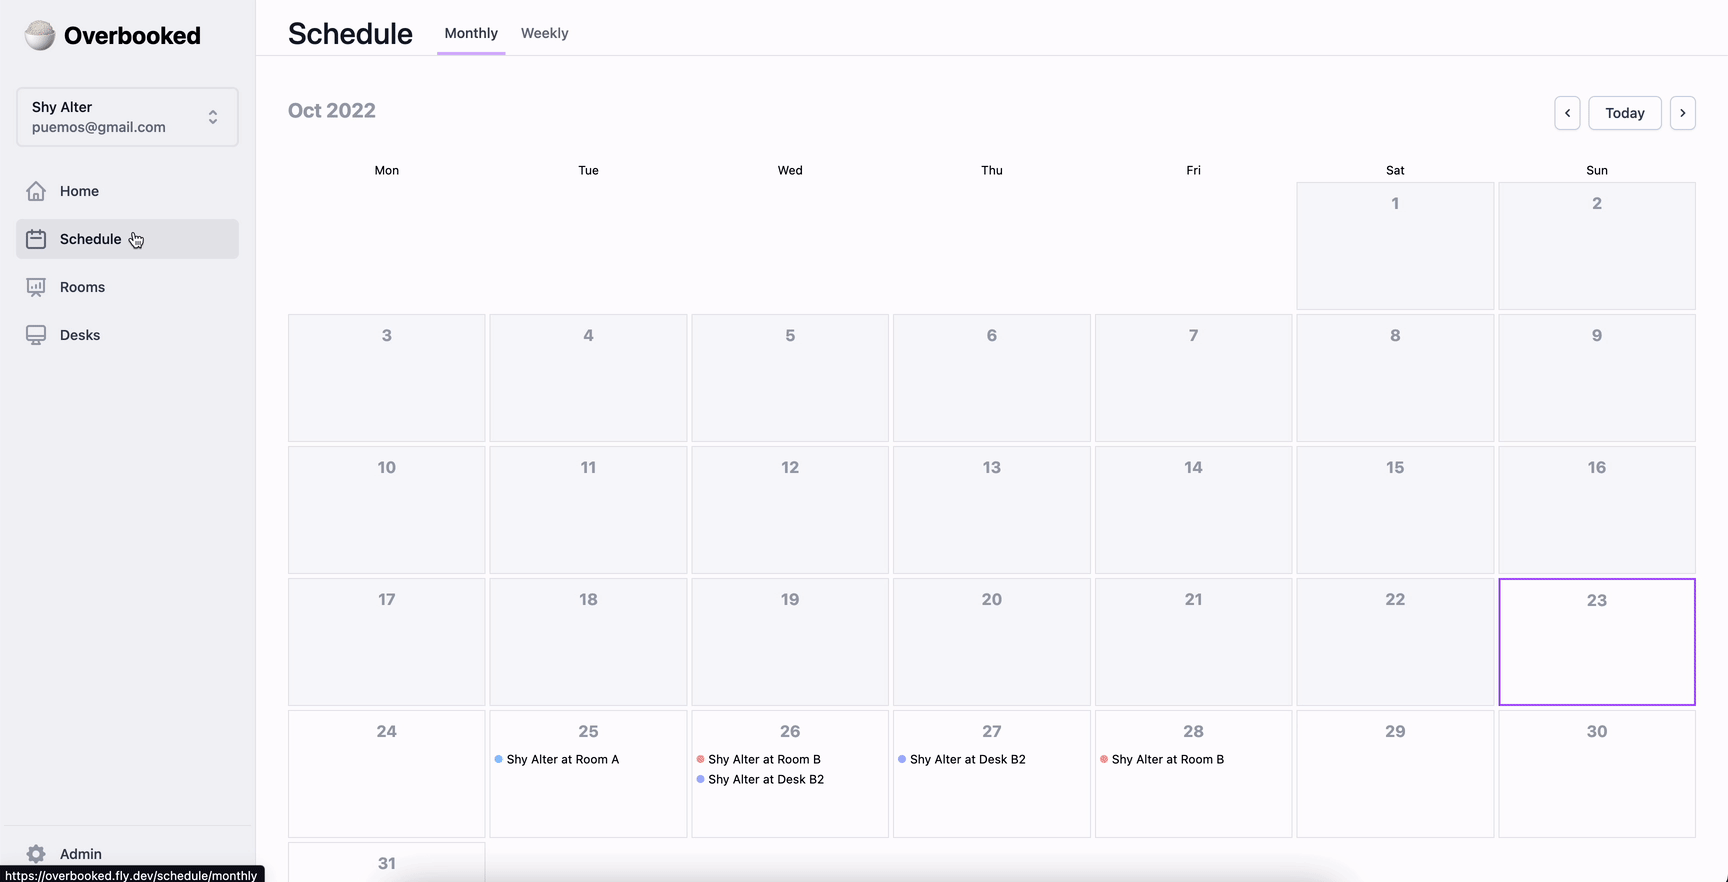 Overbooked
Shy Alter
puemos@gmail.com
Home
Schedule
Rooms
Desks
Admin
https://overbooked.fly.dev/schedule/monthly
Schedule Monthly Weekly
Oct 2022
Today
Mon Tue Wed Thu Fri Sat Sun
1 2
3 4 5 6 7 8 9
10 11 12 13 14 15 16
17 18 19 20 21 22 23
24 25 26 27 28 29 30
Shy Alter at Room A Shy Alter at Room B Shy Alter at Desk B2 Shy Alter at Room B
Shy Alter at Desk B2
31